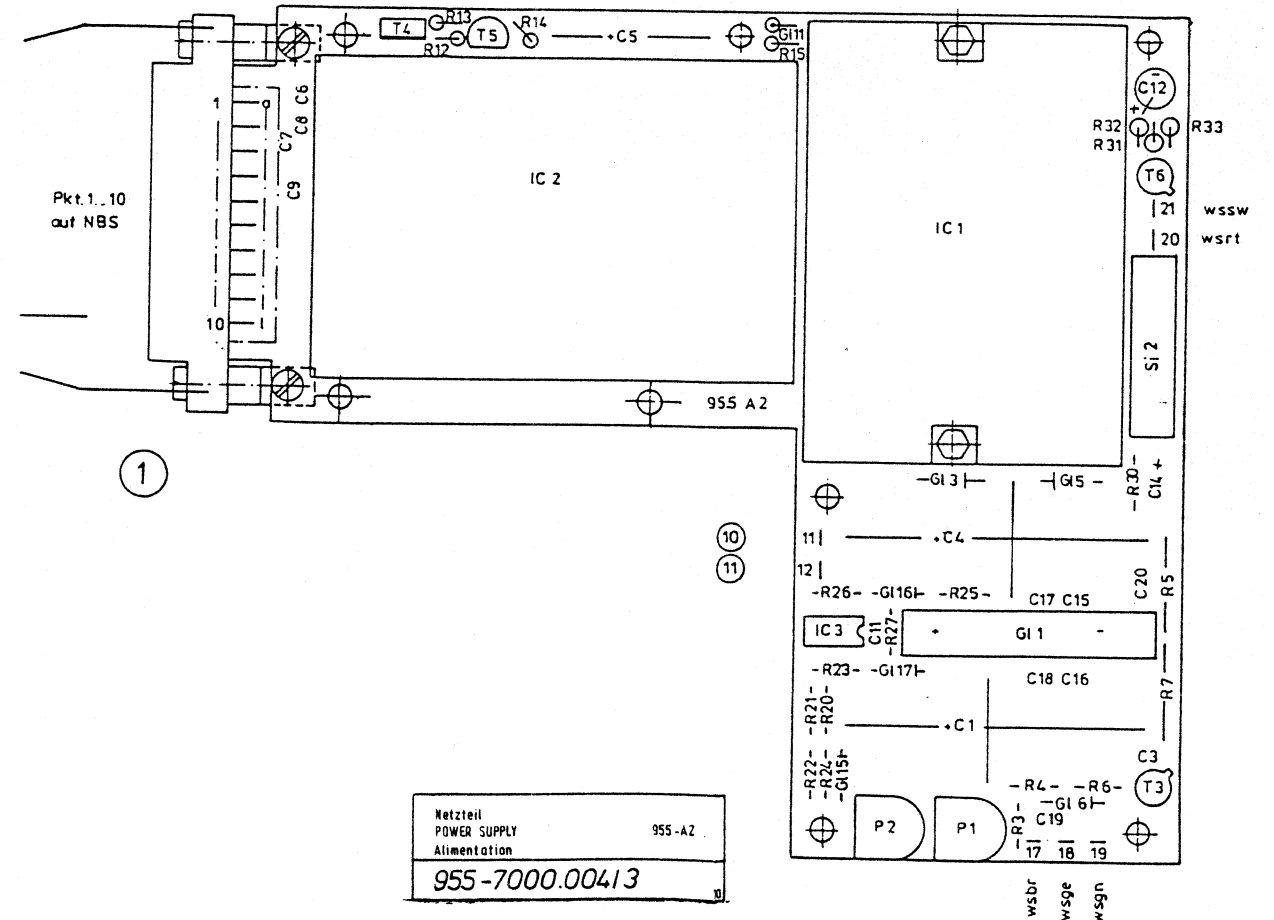 R13
R14
T4
T5
R12
+C5
Gl11
R15
C12
-
+
R32
R33
R31
T6
21 wssw
20 wsrt
Si 2
1
a
C6
C8
C7
C9
10
Pkt.1...10
auf NBS
IC 2
IC 1
955 A2
1
-Gl 3
Gl5 -
-R30-
C14 +
10
11
11
+C4
12
C20
R5
-R26- -Gl16 -R25-
C17 C15
IC 3
C11
-R27-
+ Gl 1 -
-R23- -Gl17
C18 C16
R7
-R21-
-R20-
+C1
-R22-
-R24-
-Gl15
C3
T3
-R4- -R6-
-Gl 6
-R3-
C19
P2
P1
17 18 19
wsbr
wsge
wsgn
Netzteil
POWER SUPPLY 955-A2
Alimentation
955-7000.004/3
10